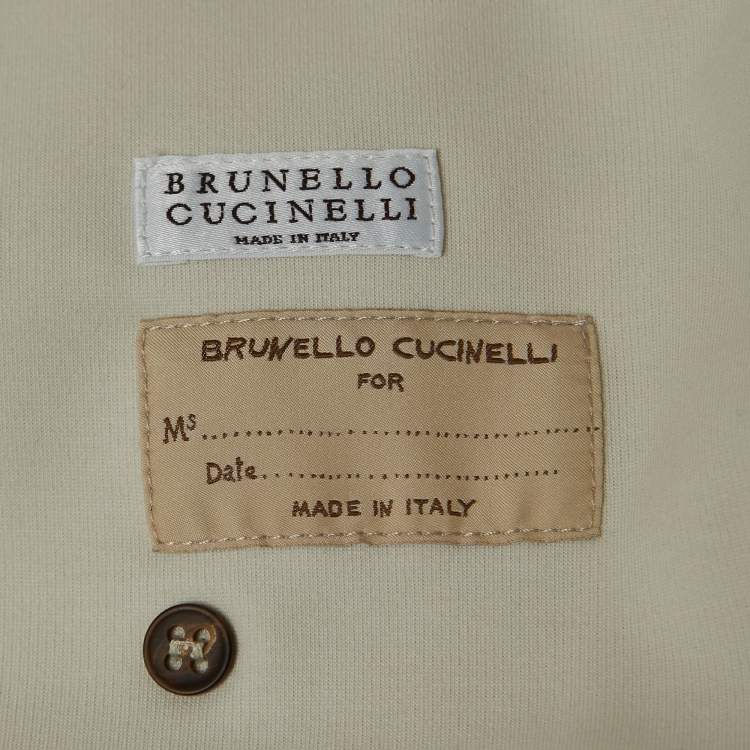 BRUNELLO
CUCINELLI
MADE IN ITALY
BRUNELLO CUCINELLI
FOR
Ms..............................................
Date....................................
MADE IN ITALY